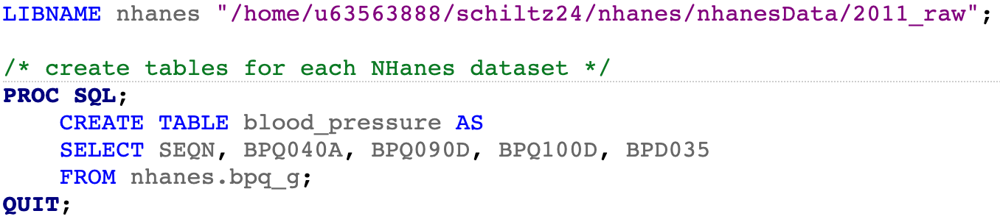 LIBNAME nhanes "/home/u63563888/schiltz24/nhanes/nhanesData/2011_raw";
/* create tables for each NHanes dataset */
PROC SQL;
CREATE TABLE blood_pressure AS
SELECT SEQN, BPQ040A, BPQ090D, BPQ100D, BPD035
FROM nhanes.bpq_g;
QUIT;